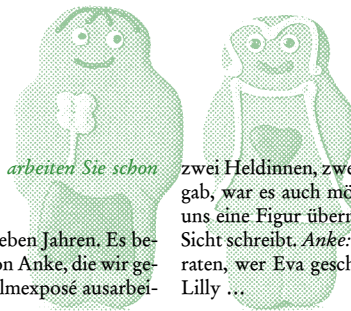 arbeiten Sie schon
eben Jahren. Es be-
on Anke, die wir ge-
lmexposé ausarbei-
zwei Heldinnen, zwe
gab, war es auch mö
uns eine Figur übern
Sicht schreibt. Anke:
raten, wer Eva gesch
Lilly …